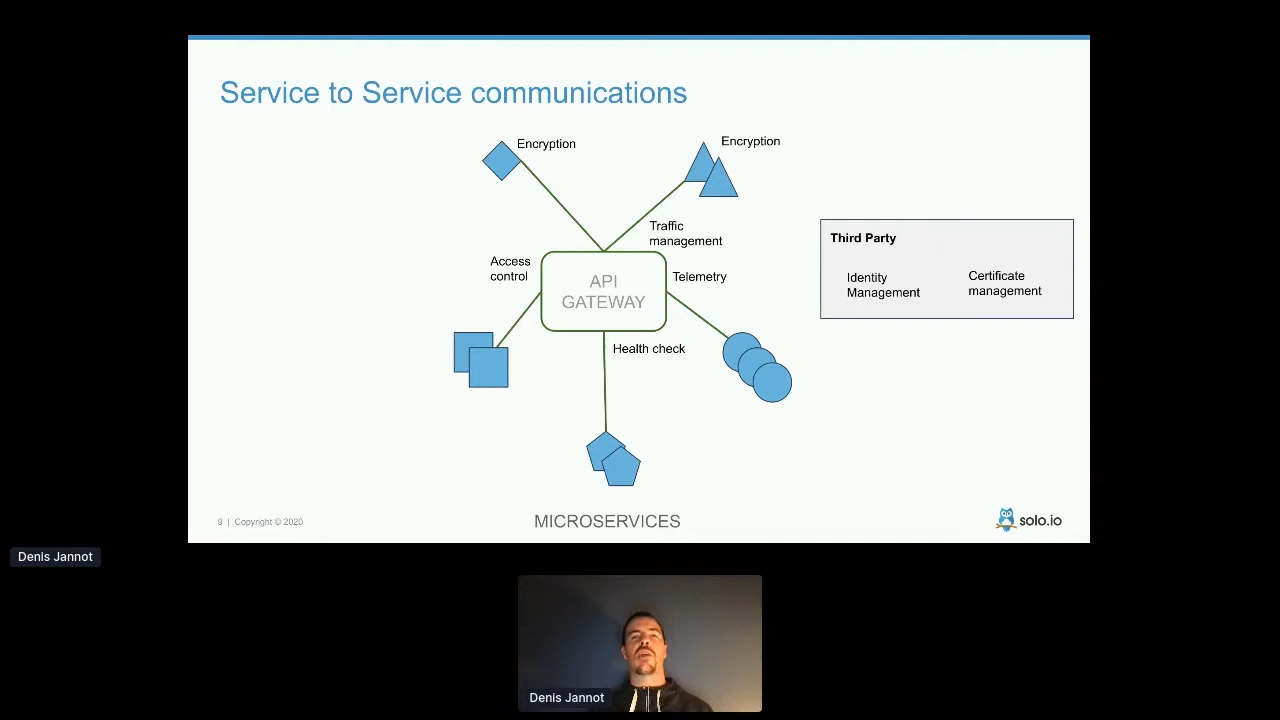 Service to Service communications
Encryption
Encryption
Traffic
management
Access
control
API
GATEWAY
Telemetry
Health check
Third Party
Identity
Management
Certificate
management
9 | Copyright © 2020
MICROSERVICES
solo.io
Denis Jannot
Denis Jannot